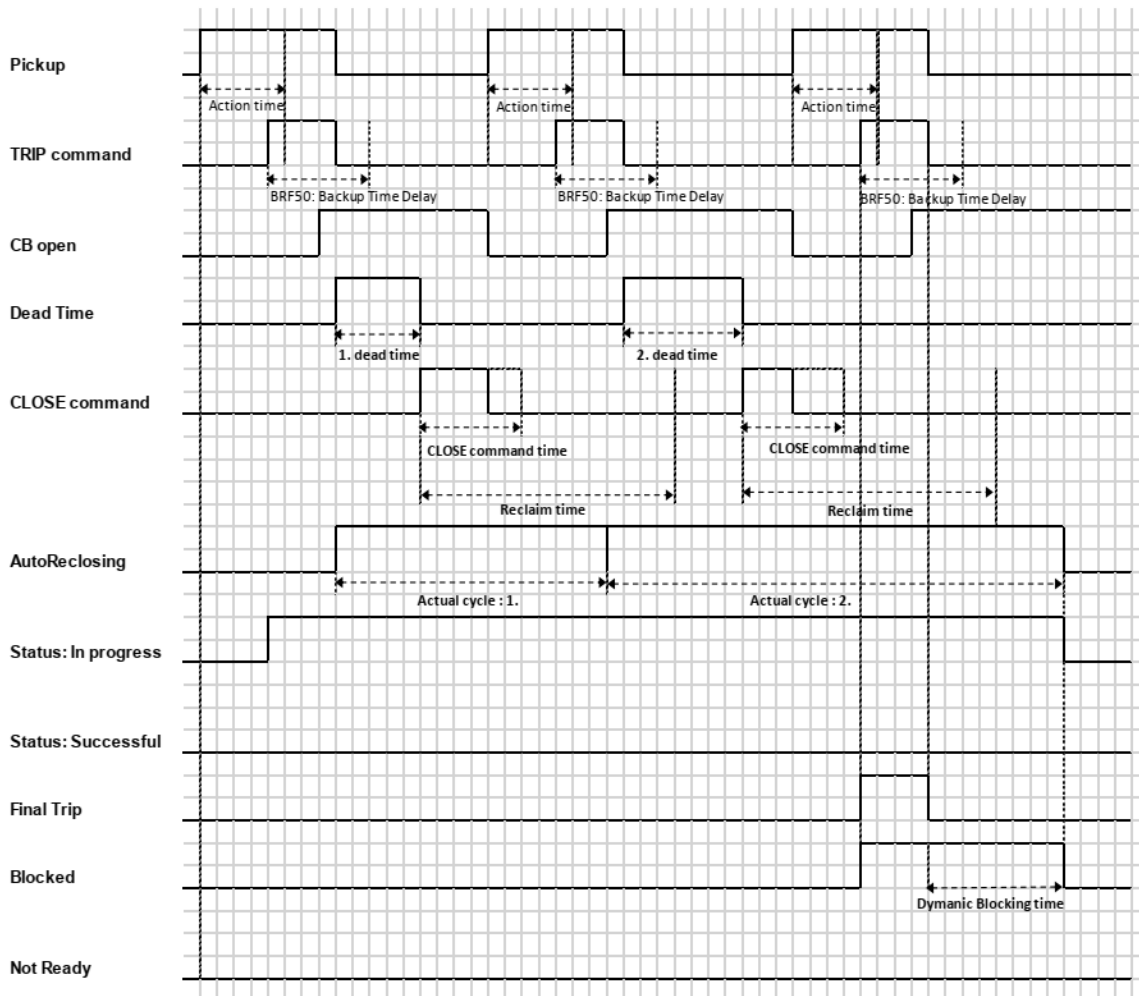 Pickup
Action time
Action time
Action time
TRIP command
BRF50: Backup Time Delay
BRF50: Backup Time Delay
BRF50: Backup Time Delay
CB open
Dead Time
1. dead time
2. dead time
CLOSE command
CLOSE command time
CLOSE command time
Reclaim time
Reclaim time
AutoReclosing
Actual cycle : 1.
Actual cycle : 2.
Status: In progress
Status: Successful
Final Trip
Blocked
Dymanic Blocking time
Not Ready